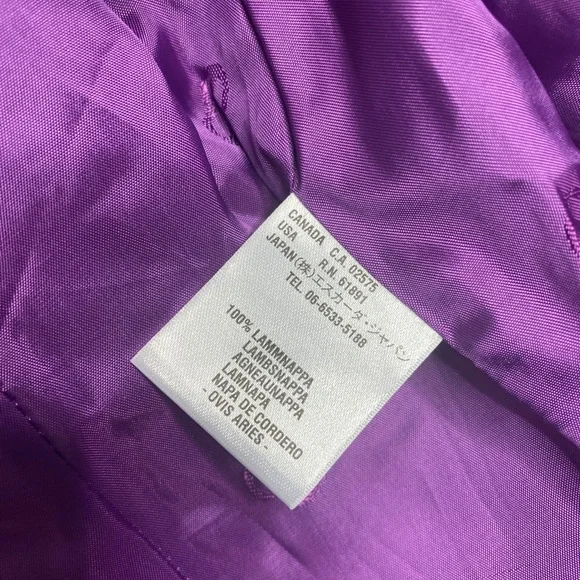 CANADA C.A. 02575
USA R.N. 61891
JAPAN(株)エスカーダ・ジャパン
TEL 06-6533-5188
100% LAMMNAPPA
LAMBSNAPPA
AGNEAUNAPPA
LAMNAPA
NAPA DE CORDERO
- OVIS ARIES -